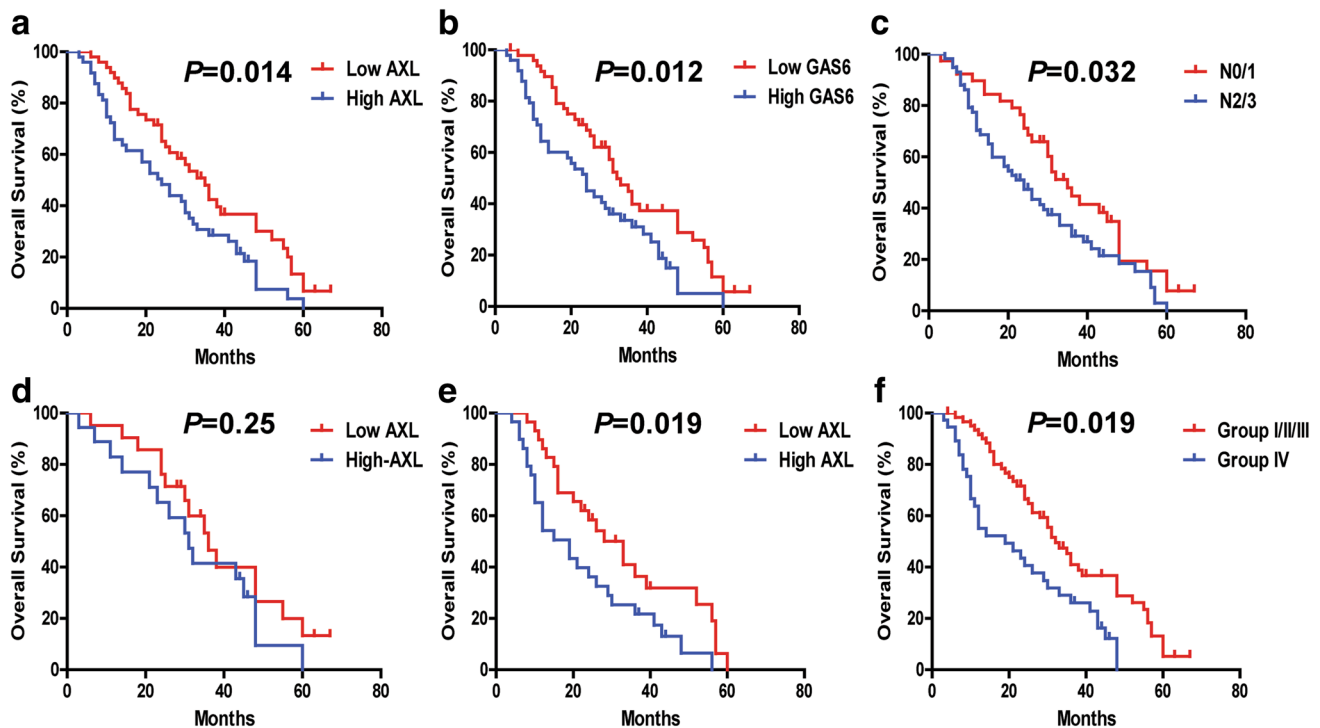 a
P=0.014
Low AXL
High AXL
Overall Survival (%)
100
80
60
40
20
0
0 20 40 60 80
Months
b
P=0.012
Low GAS6
High GAS6
Overall Survival (%)
100
80
60
40
20
0
0 20 40 60 80
Months
c
P=0.032
N0/1
N2/3
Overall Survival (%)
100
80
60
40
20
0
0 20 40 60 80
Months
d
P=0.25
Low AXL
High-AXL
Overall Survival (%)
100
80
60
40
20
0
0 20 40 60 80
Months
e
P=0.019
Low AXL
High AXL
Overall Survival (%)
100
80
60
40
20
0
0 20 40 60 80
Months
f
P=0.019
Group I/II/III
Group IV
Overall Survival (%)
100
80
60
40
20
0
0 20 40 60 80
Months